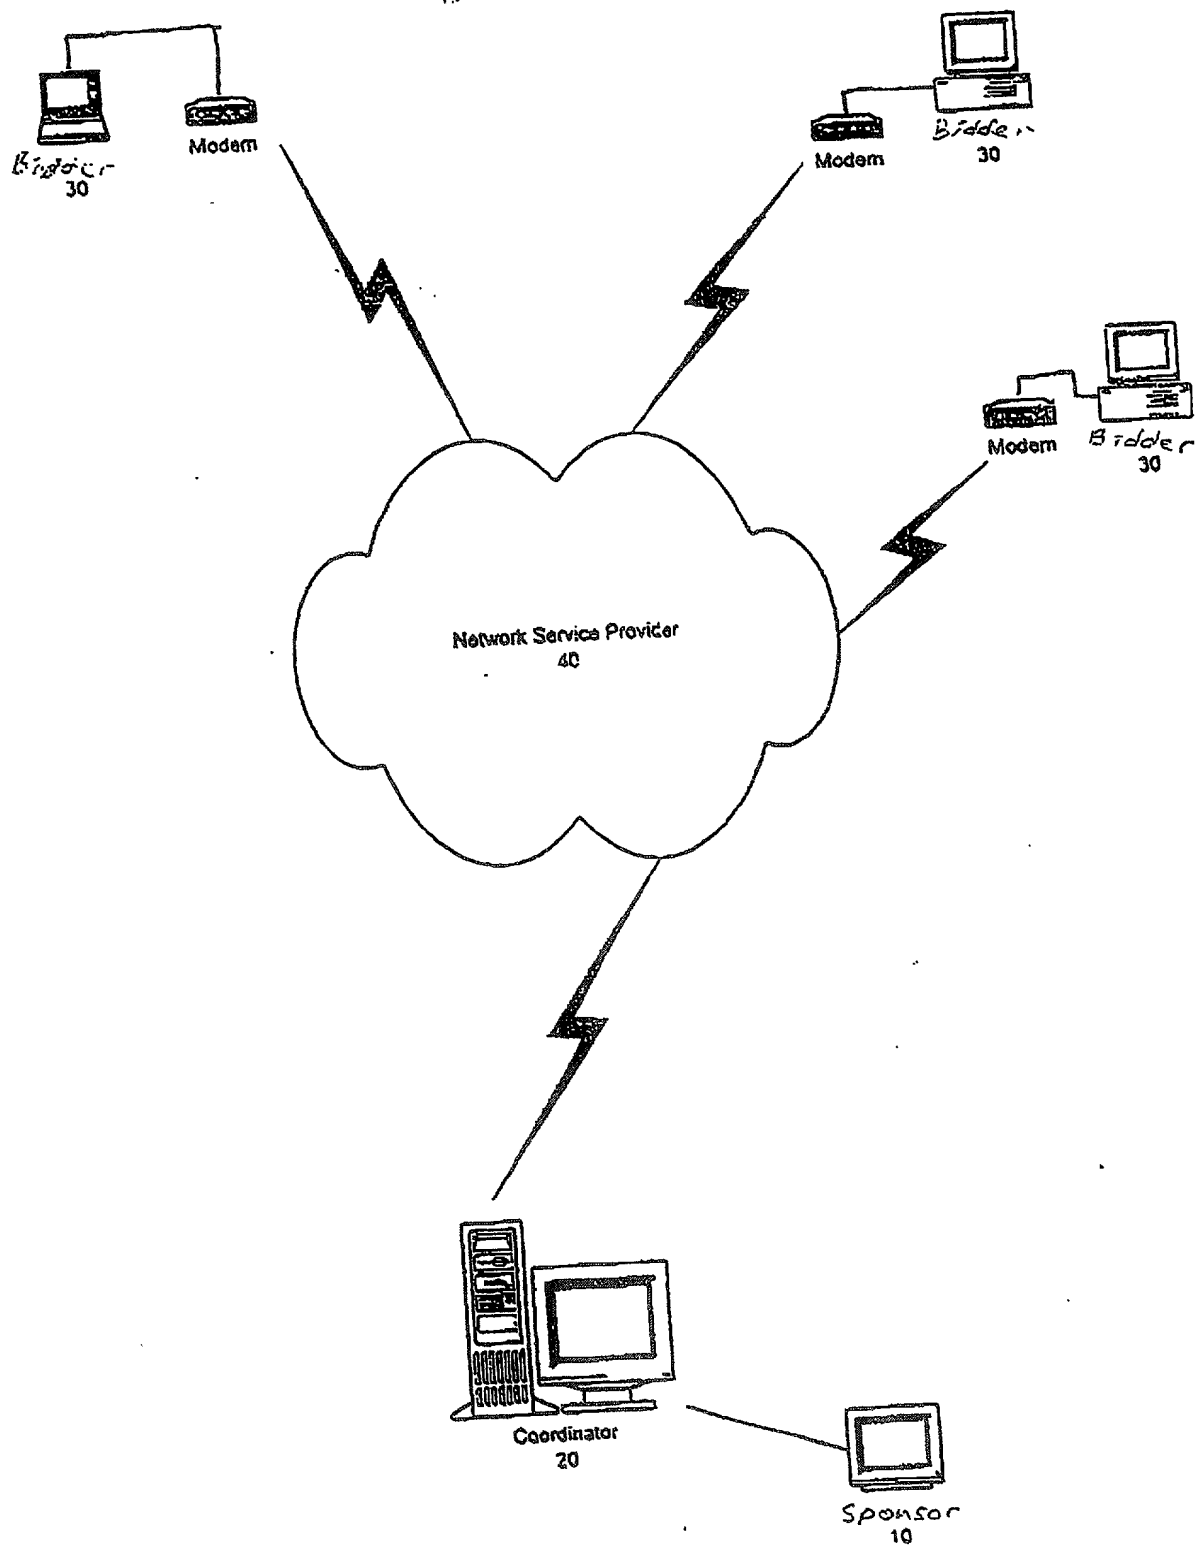 Modem
Bidder
30
Modem
Bidder
30
Modem
Bidder
30
Network Service Provider
40
Coordinator
20
Sponsor
10